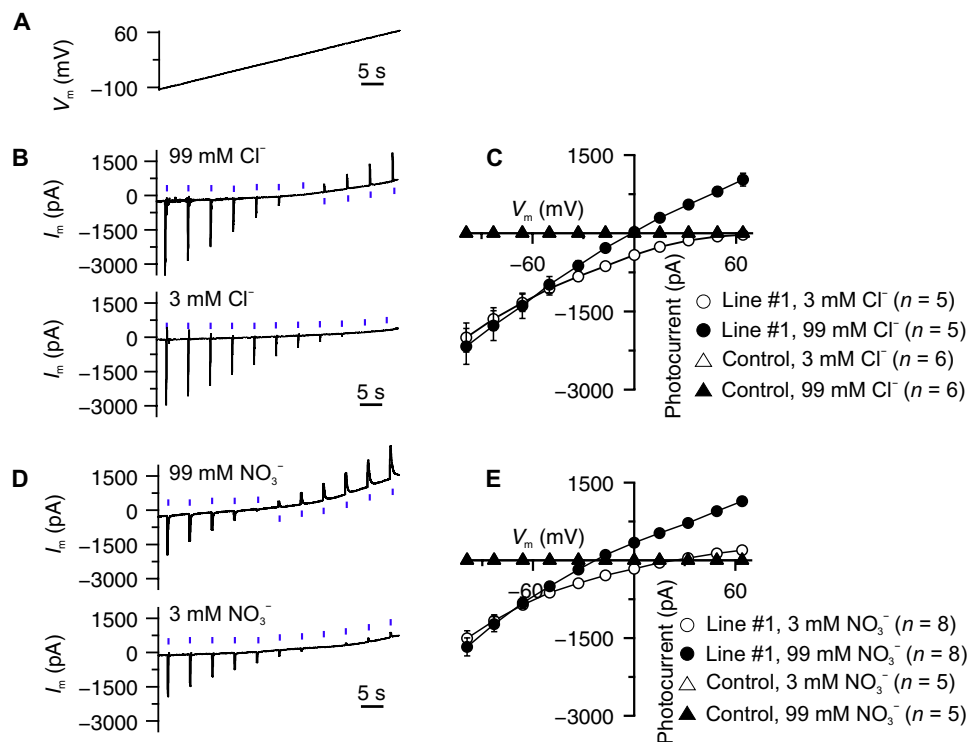 A
60
−100
V_m (mV)
5 s
B
99 mM Cl⁻
1500
0
−1500
−3000
I_m (pA)
3 mM Cl⁻
1500
0
−1500
−3000
I_m (pA)
5 s
C
1500
V_m (mV)
−60
60
−1500
−3000
Photocurrent (pA)
Line #1, 3 mM Cl⁻ (n = 5)
Line #1, 99 mM Cl⁻ (n = 5)
Control, 3 mM Cl⁻ (n = 6)
Control, 99 mM Cl⁻ (n = 6)
D
99 mM NO₃⁻
1500
0
−1500
−3000
I_m (pA)
3 mM NO₃⁻
1500
0
−1500
−3000
I_m (pA)
5 s
E
1500
V_m (mV)
−60
60
−1500
−3000
Photocurrent (pA)
Line #1, 3 mM NO₃⁻ (n = 8)
Line #1, 99 mM NO₃⁻ (n = 8)
Control, 3 mM NO₃⁻ (n = 5)
Control, 99 mM NO₃⁻ (n = 5)